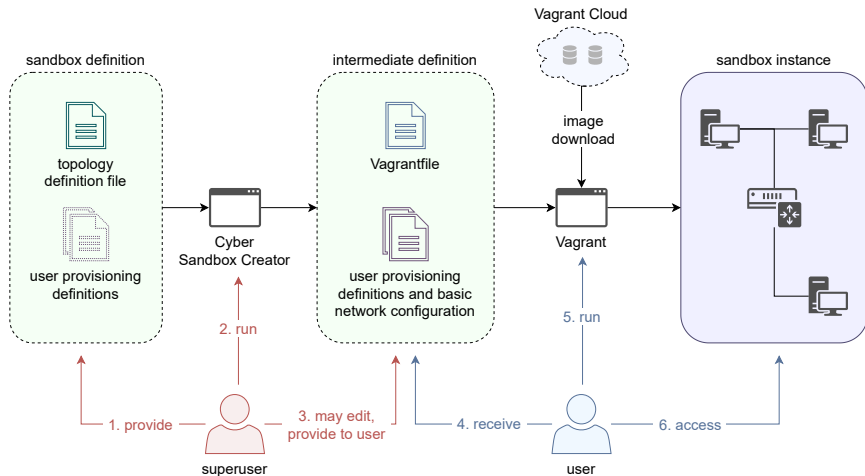 Vagrant Cloud
sandbox definition
intermediate definition
sandbox instance
topology
definition file
Vagrantfile
image
download
user provisioning
definitions
Cyber
Sandbox Creator
user provisioning
definitions and basic
network configuration
Vagrant
2. run
5. run
1. provide
3. may edit,
provide to user
4. receive
6. access
superuser
user